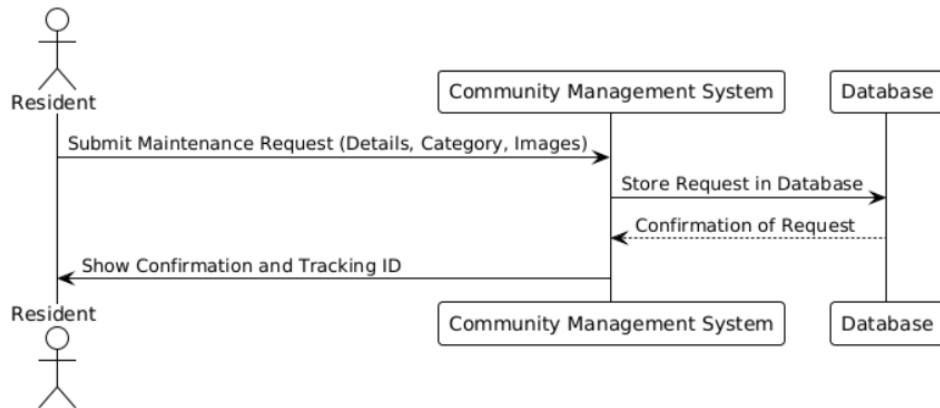 Resident
Community Management System
Database
Submit Maintenance Request (Details, Category, Images)
Store Request in Database
Confirmation of Request
Show Confirmation and Tracking ID
Resident
Community Management System
Database